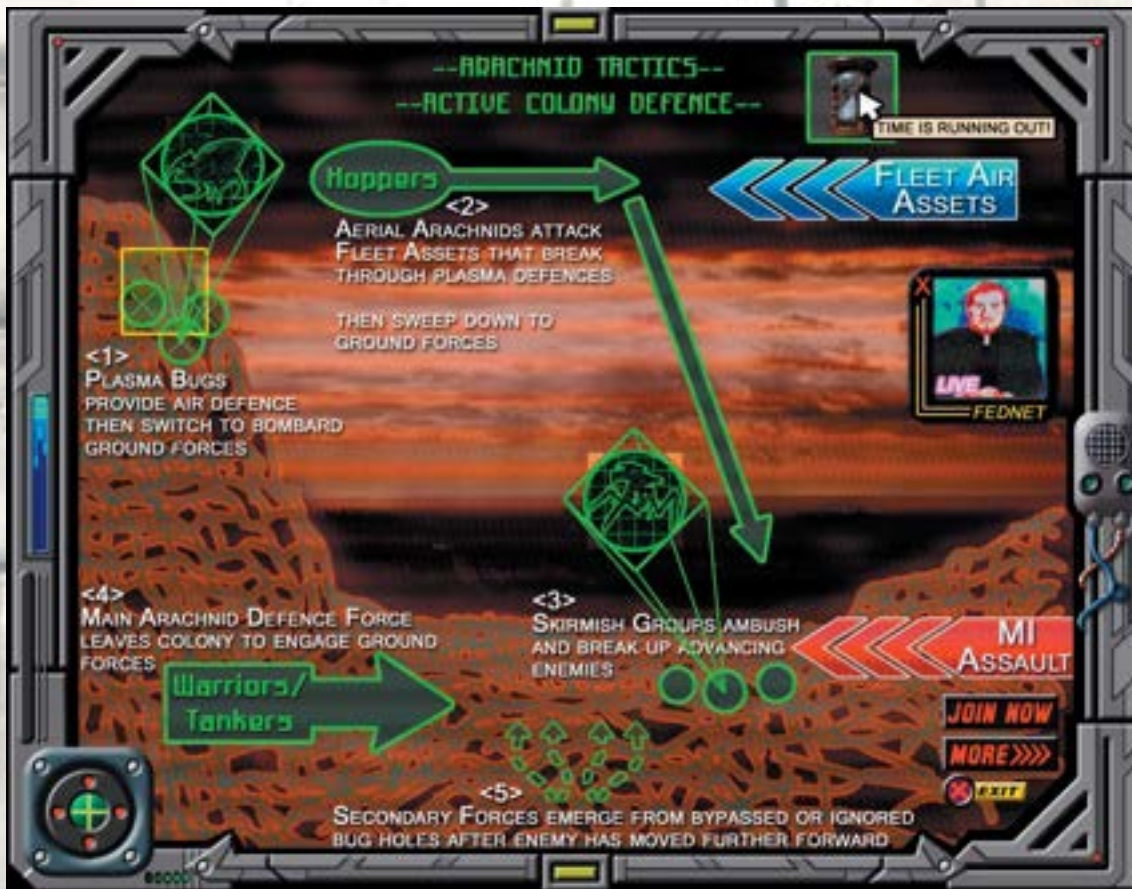 --ARACHNID TACTICS--
--ACTIVE COLONY DEFENCE--
TIME IS RUNNING OUT!
Hoppers
FLEET AIR
ASSETS
<2>
AERIAL ARACHNIDS ATTACK
FLEET ASSETS THAT BREAK
THROUGH PLASMA DEFENCES
THEN SWEEP DOWN TO
GROUND FORCES
<1>
PLASMA BUGS
PROVIDE AIR DEFENCE
THEN SWITCH TO BOMBARD
GROUND FORCES
X
LIVE
FEDNET
<4>
MAIN ARACHNID DEFENCE FORCE
LEAVES COLONY TO ENGAGE GROUND
FORCES
Warriors/
Tankers
<3>
SKIRMISH GROUPS AMBUSH
AND BREAK UP ADVANCING
ENEMIES
MI
ASSAULT
JOIN NOW
MORE>>>>
X EXIT
<5>
SECONDARY FORCES EMERGE FROM BYPASSED OR IGNORED
BUG HOLES AFTER ENEMY HAS MOVED FURTHER FORWARD